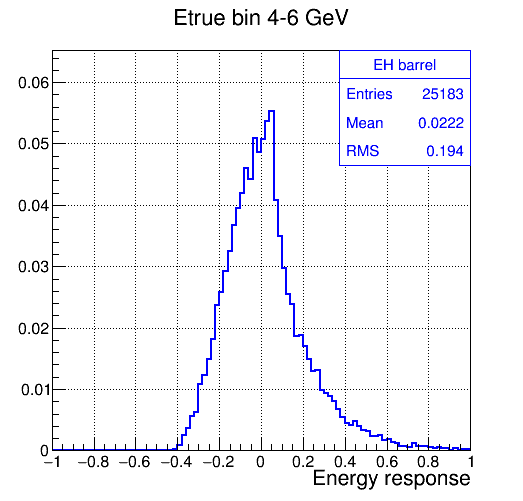 Etrue bin 4-6 GeV
EH barrel
Entries 25183
Mean 0.0222
RMS 0.194
0.06
0.05
0.04
0.03
0.02
0.01
0
−1 −0.8 −0.6 −0.4 −0.2 0 0.2 0.4 0.6 0.8 1
Energy response